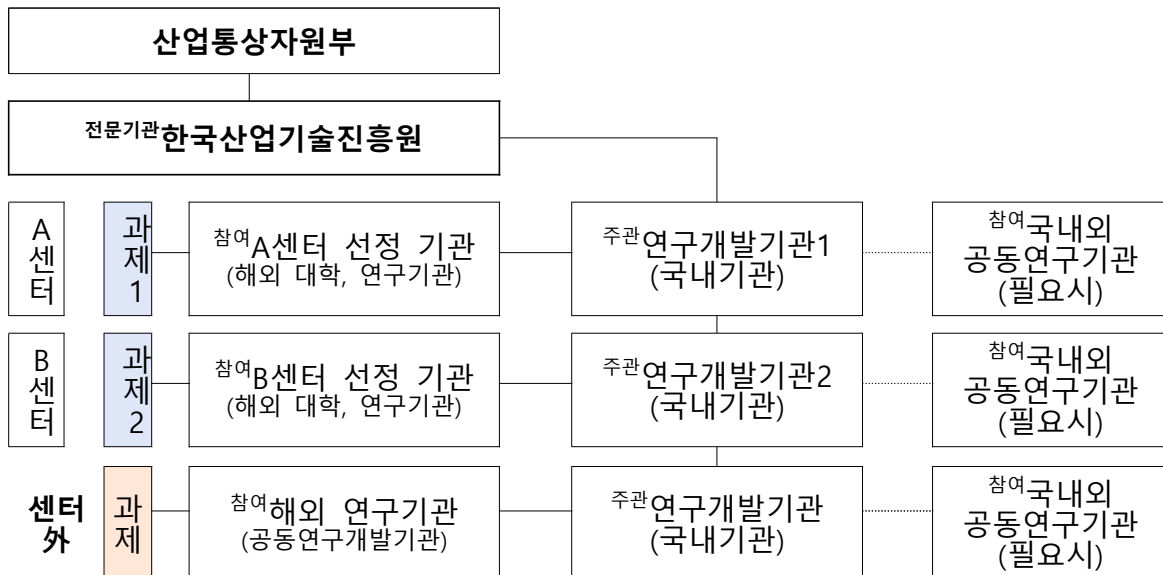 산업통상자원부
전문기관한국산업기술진흥원
A
센
터
과
제
1
참여A센터 선정 기관
(해외 대학, 연구기관)
주관연구개발기관1
(국내기관)
참여국내외
공동연구기관
(필요시)
B
센
터
과
제
2
참여B센터 선정 기관
(해외 대학, 연구기관)
주관연구개발기관2
(국내기관)
참여국내외
공동연구기관
(필요시)
센터
外
과
제
참여해외 연구기관
(공동연구개발기관)
주관연구개발기관
(국내기관)
참여국내외
공동연구기관
(필요시)